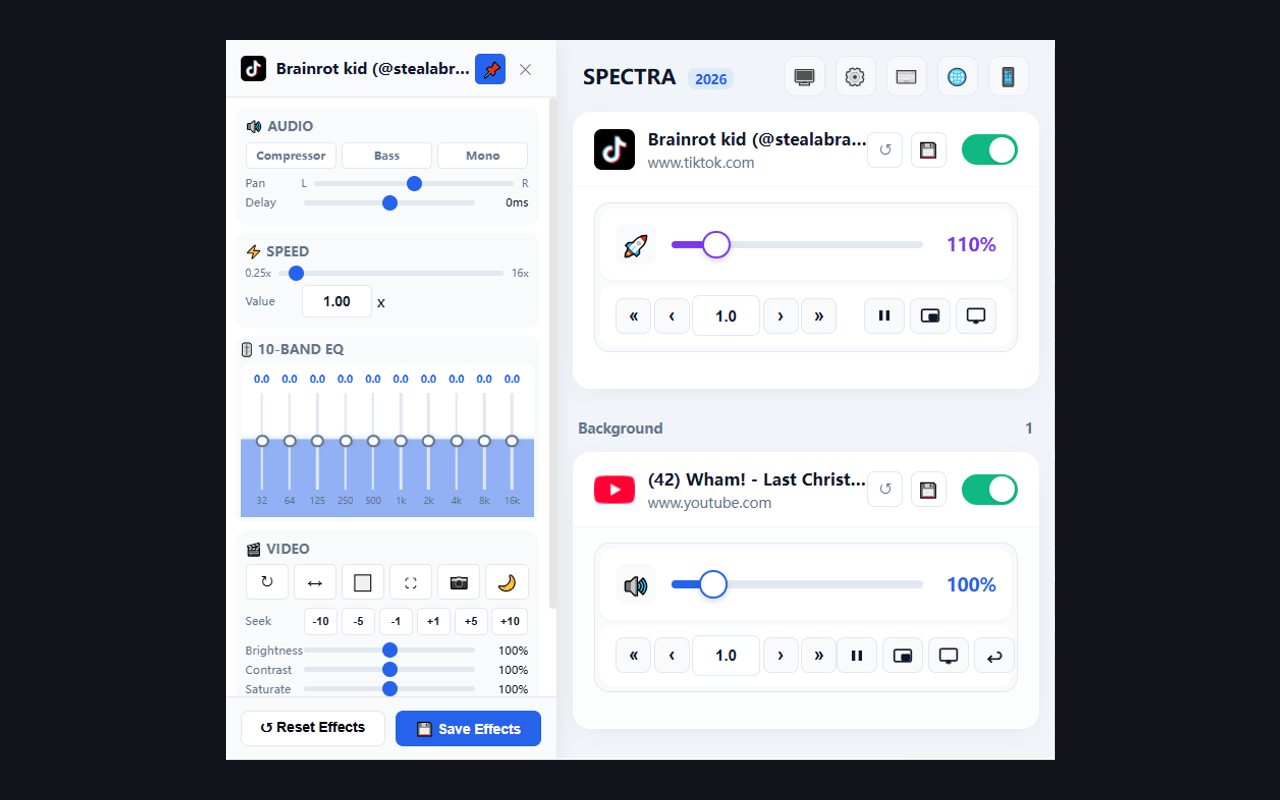 Brainrot kid (@stealabr...
AUDIO
Compressor Bass Mono
Pan L R
Delay 0ms
SPEED
0.25x 16x
Value 1.00 x
10-BAND EQ
0.0 0.0 0.0 0.0 0.0 0.0 0.0 0.0 0.0 0.0
32 64 125 250 500 1k 2k 4k 8k 16k
VIDEO
Seek -10 -5 -1 +1 +5 +10
Brightness 100%
Contrast 100%
Saturate 100%
Reset Effects Save Effects
SPECTRA 2026
Brainrot kid (@stealabra...
www.tiktok.com
110%
« ‹ 1.0 › »
Background 1
(42) Wham! - Last Christ...
www.youtube.com
100%
« ‹ 1.0 › »